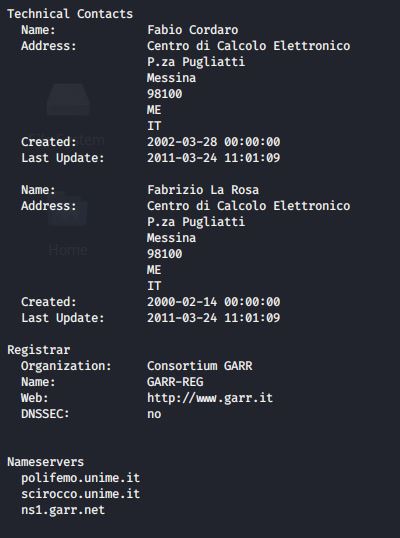 Technical Contacts
Name: Fabio Cordaro
Address: Centro di Calcolo Elettronico
P.za Pugliatti
Messina
98100
ME
IT
Created: 2002-03-28 00:00:00
Last Update: 2011-03-24 11:01:09
Name: Fabrizio La Rosa
Address: Centro di Calcolo Elettronico
P.za Pugliatti
Messina
98100
ME
IT
Home
Created: 2000-02-14 00:00:00
Last Update: 2011-03-24 11:01:09
Registrar
Organization: Consortium GARR
Name: GARR-REG
Web: http://www.garr.it
DNSSEC: no
Nameservers
polifemo.unime.it
scirocco.unime.it
ns1.garr.net